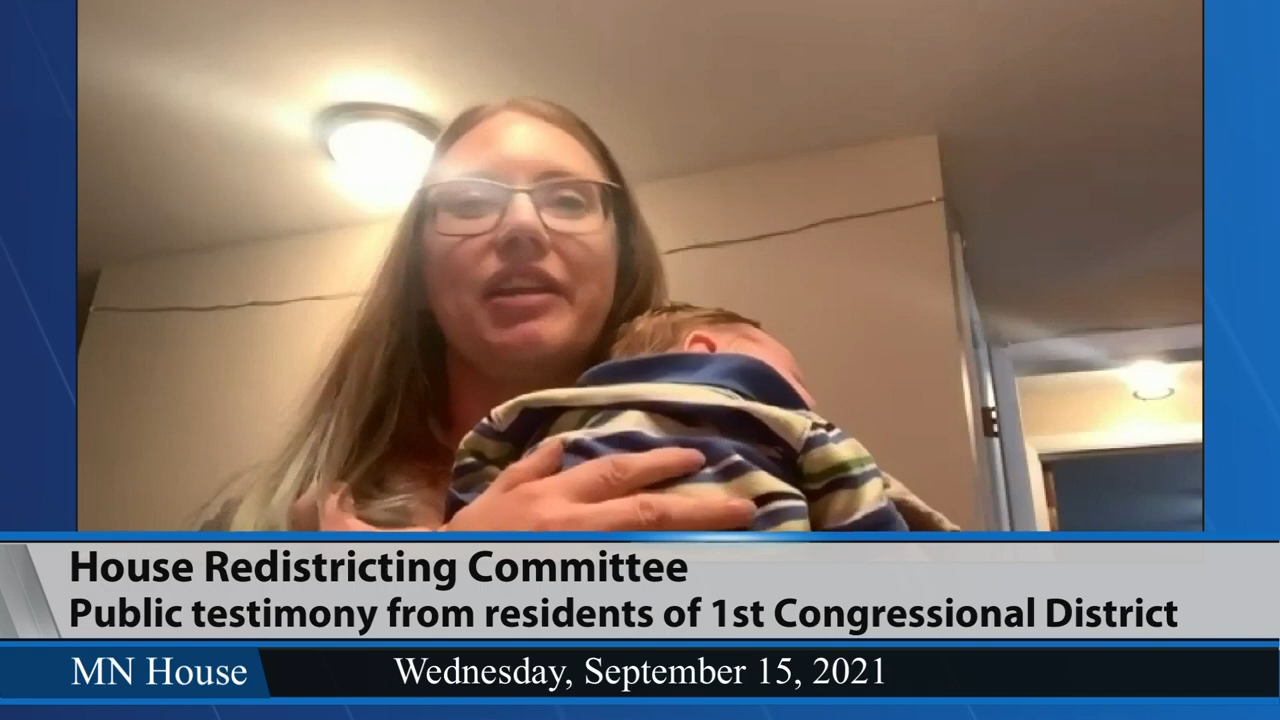 House Redistricting Committee
Public testimony from residents of 1st Congressional District
MN House
Wednesday, September 15, 2021